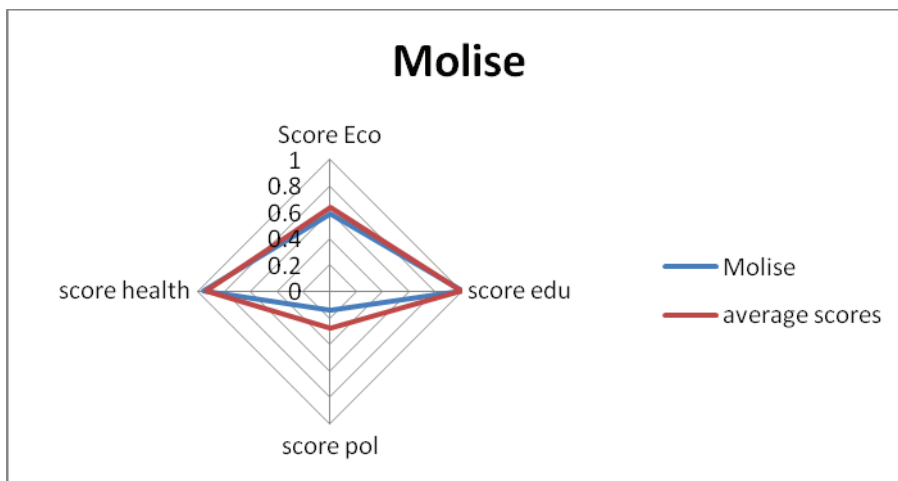 Molise
Score Eco
1
0.8
0.6
0.4
0.2
0
score health
score edu
score pol
Molise
average scores